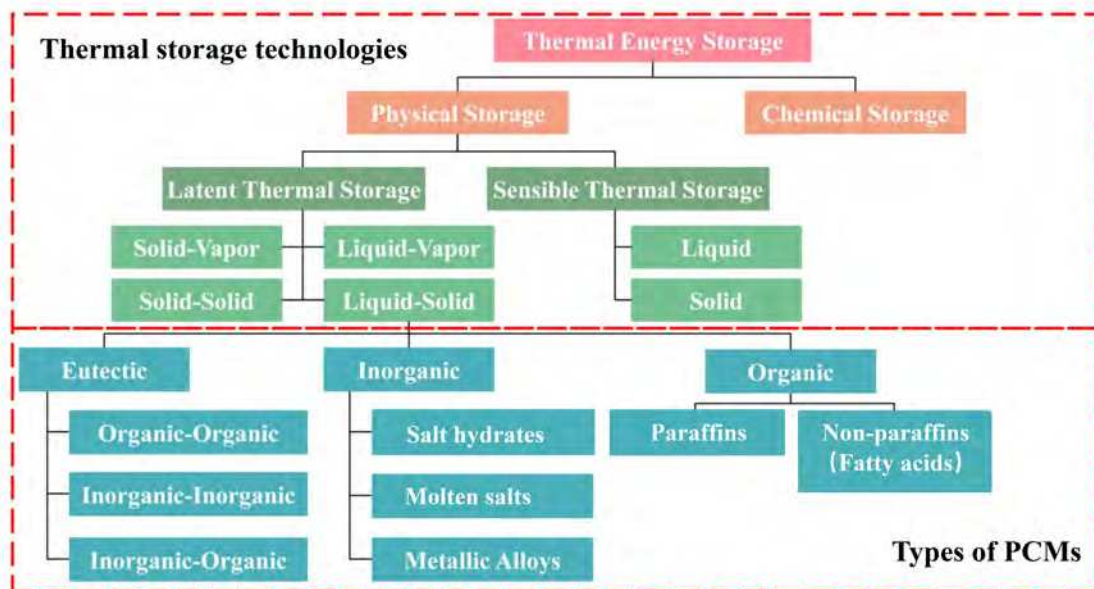 Thermal storage technologies
Thermal Energy Storage
Physical Storage
Chemical Storage
Latent Thermal Storage
Sensible Thermal Storage
Solid-Vapor
Liquid-Vapor
Liquid
Solid-Solid
Liquid-Solid
Solid
Eutectic
Inorganic
Organic
Organic-Organic
Salt hydrates
Paraffins
Non-paraffins
(Fatty acids)
Inorganic-Inorganic
Molten salts
Inorganic-Organic
Metallic Alloys
Types of PCMs